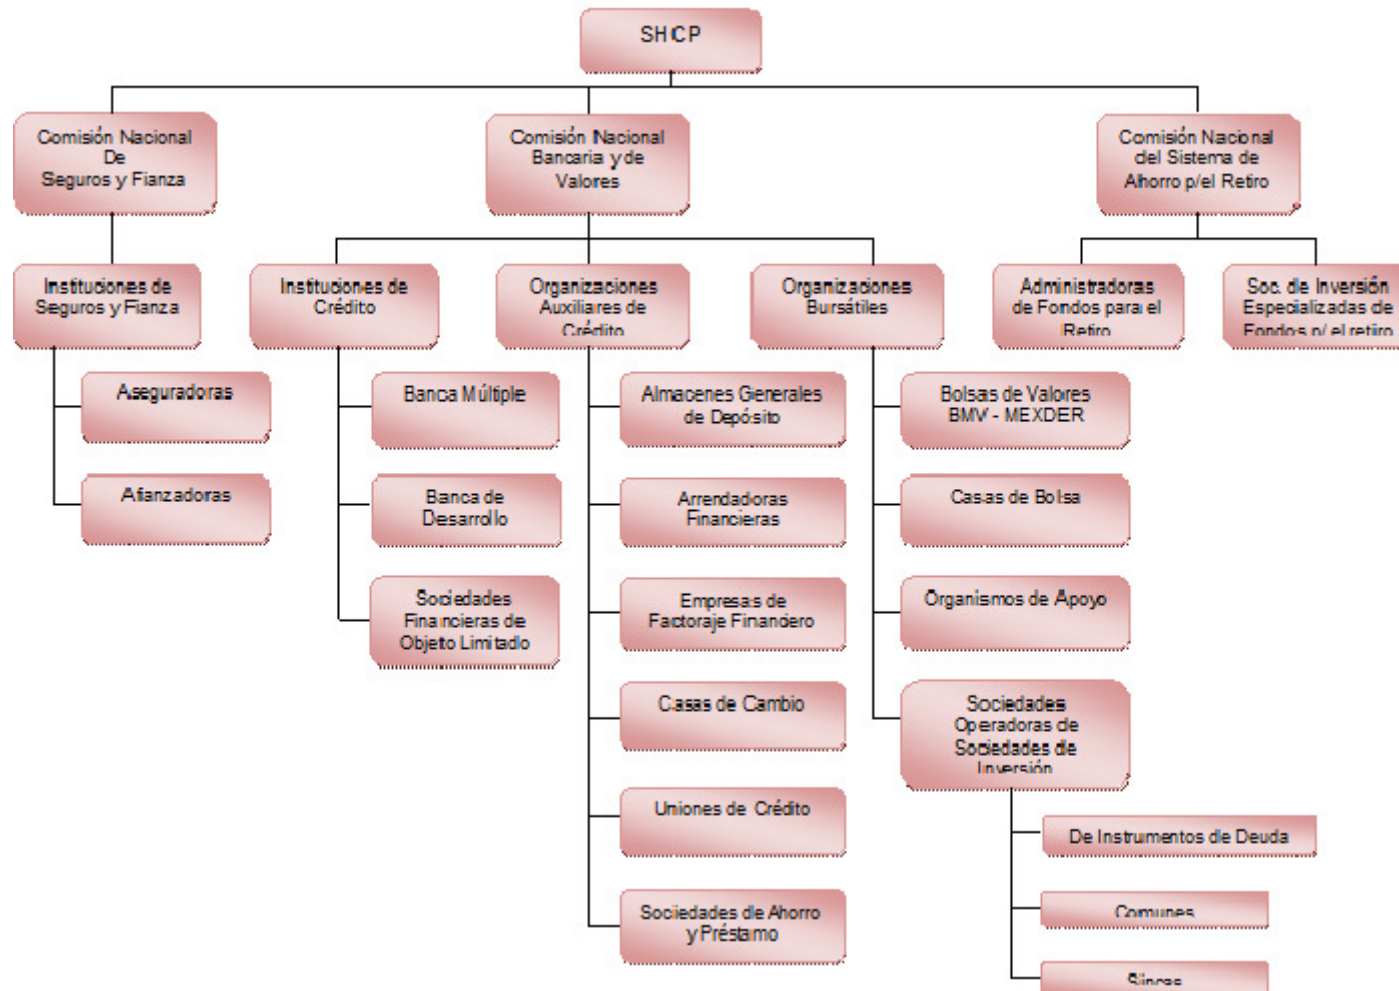 SHCP
Comisión Nacional
De
Seguros y Fianza
Comisión Nacional
Bancaria y de
Valores
Comisión Nacional
del Sistema de
Ahorro p/el Retiro
Instituciones de
Seguros y Fianza
Instituciones de
Crédito
Organizaciones
Auxiliares de
Crédito
Organizaciones
Bursátiles
Administradoras
de Fondos para el
Retiro
Soc. de Inversión
Especializadas de
Fondos p/ el retiro
Aseguradoras
Afianzadoras
Banca Múltiple
Banca de
Desarrollo
Sociedades
Financieras de
Objeto Limitado
Almacenes Generales
de Depósito
Arrendadoras
Financieras
Empresas de
Factoraje Financiero
Casas de Cambio
Uniones de Crédito
Sociedades de Ahorro
y Préstamo
Bolsas de Valores
BMV - MEXDER
Casas de Bolsa
Organismos de Apoyo
Sociedades
Operadoras de
Sociedades de
Inversión
De Instrumentos de Deuda
Comunes
Sincas